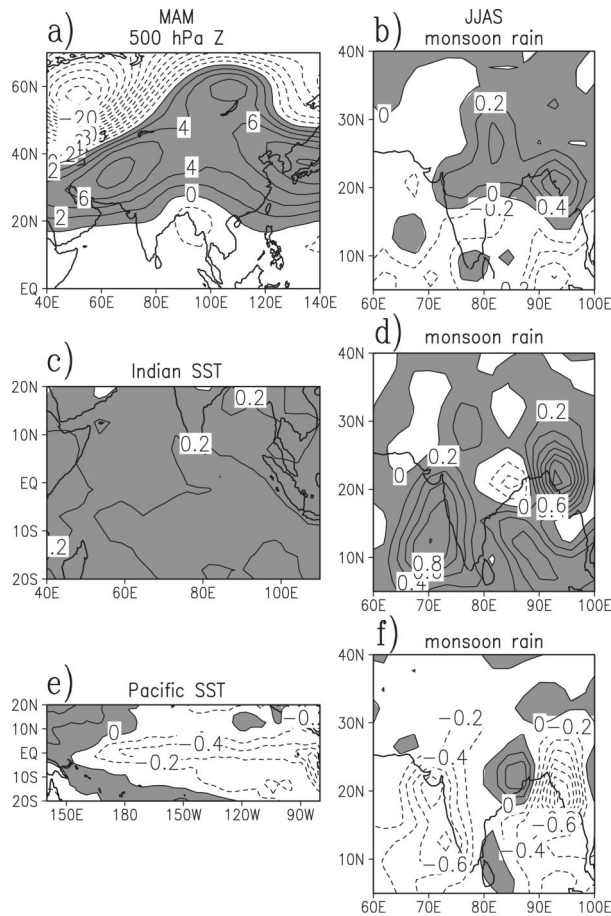 MAM
JJAS
a)
500 hPa Z
b)
monsoon rain
60N
40N
20N
EQ
-20
2
2
6
2
4
4
0
6
40E
60E
80E
100E
120E
140E
40N
30N
20N
10N
0
0.2
0
-0.2
0.4
60E
70E
80E
90E
100E
c)
Indian SST
d)
monsoon rain
20N
10N
EQ
10S
20S
0.2
0.2
0.2
40E
60E
80E
100E
40N
30N
20N
10N
0
0.2
0.2
0
0.6
0.8
0.4
60E
70E
80E
90E
100E
e)
Pacific SST
f)
monsoon rain
20N
10N
EQ
10S
20S
0
-0.4
-0.2
150E
180
150W
120W
90W
40N
30N
20N
10N
-0.2
0
-0.2
-0.4
0
-0.6
-0.4
-0.6
60E
70E
80E
90E
100E